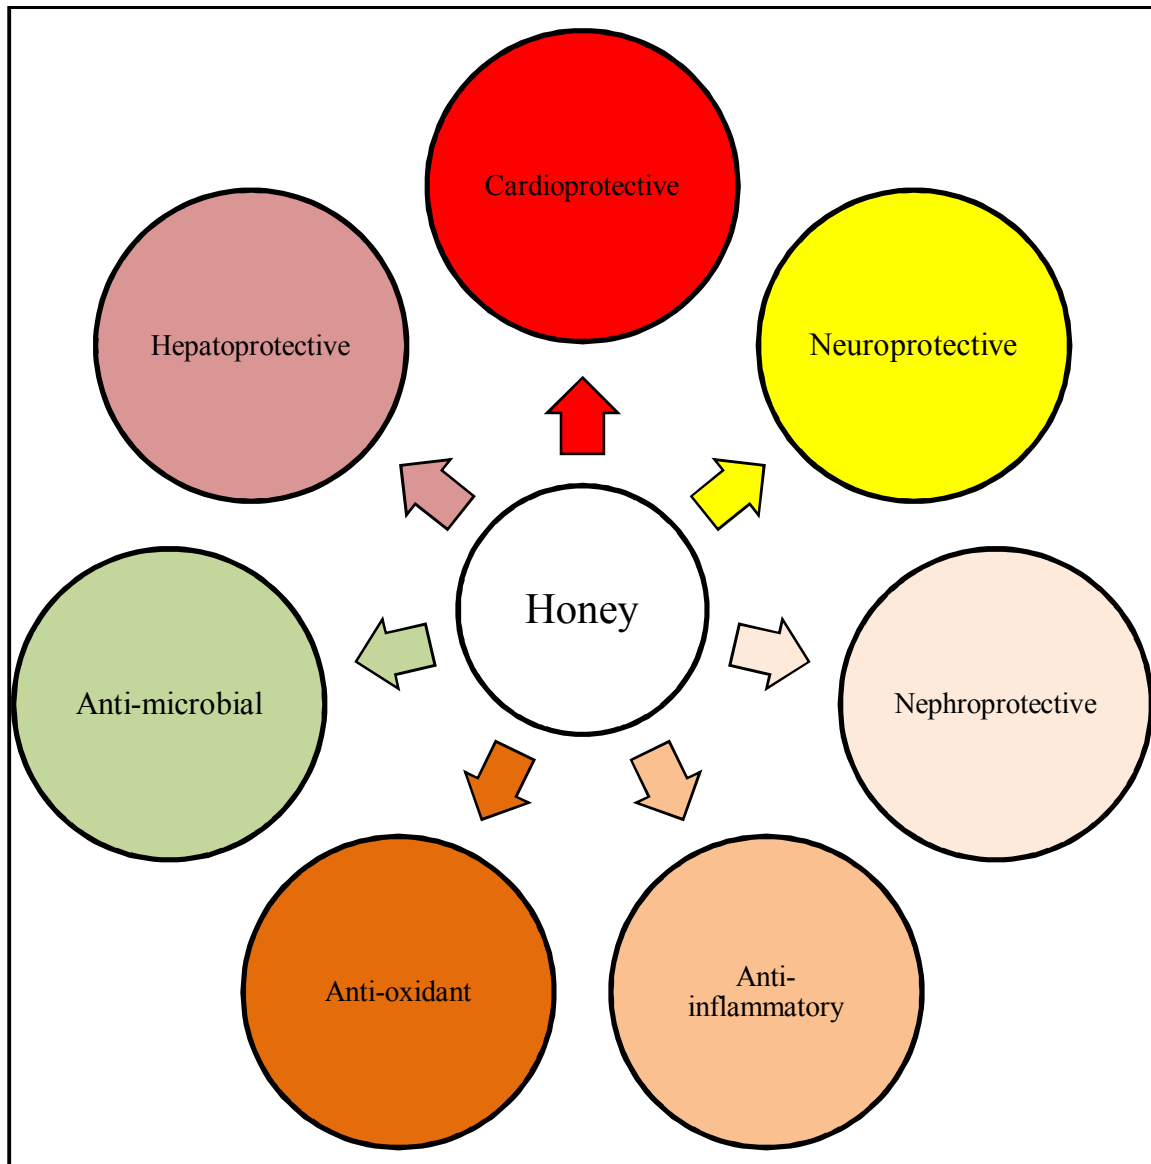 Cardioprotective
Hepatoprotective
Neuroprotective
Honey
Anti-microbial
Nephroprotective
Anti-oxidant
Anti-
inflammatory